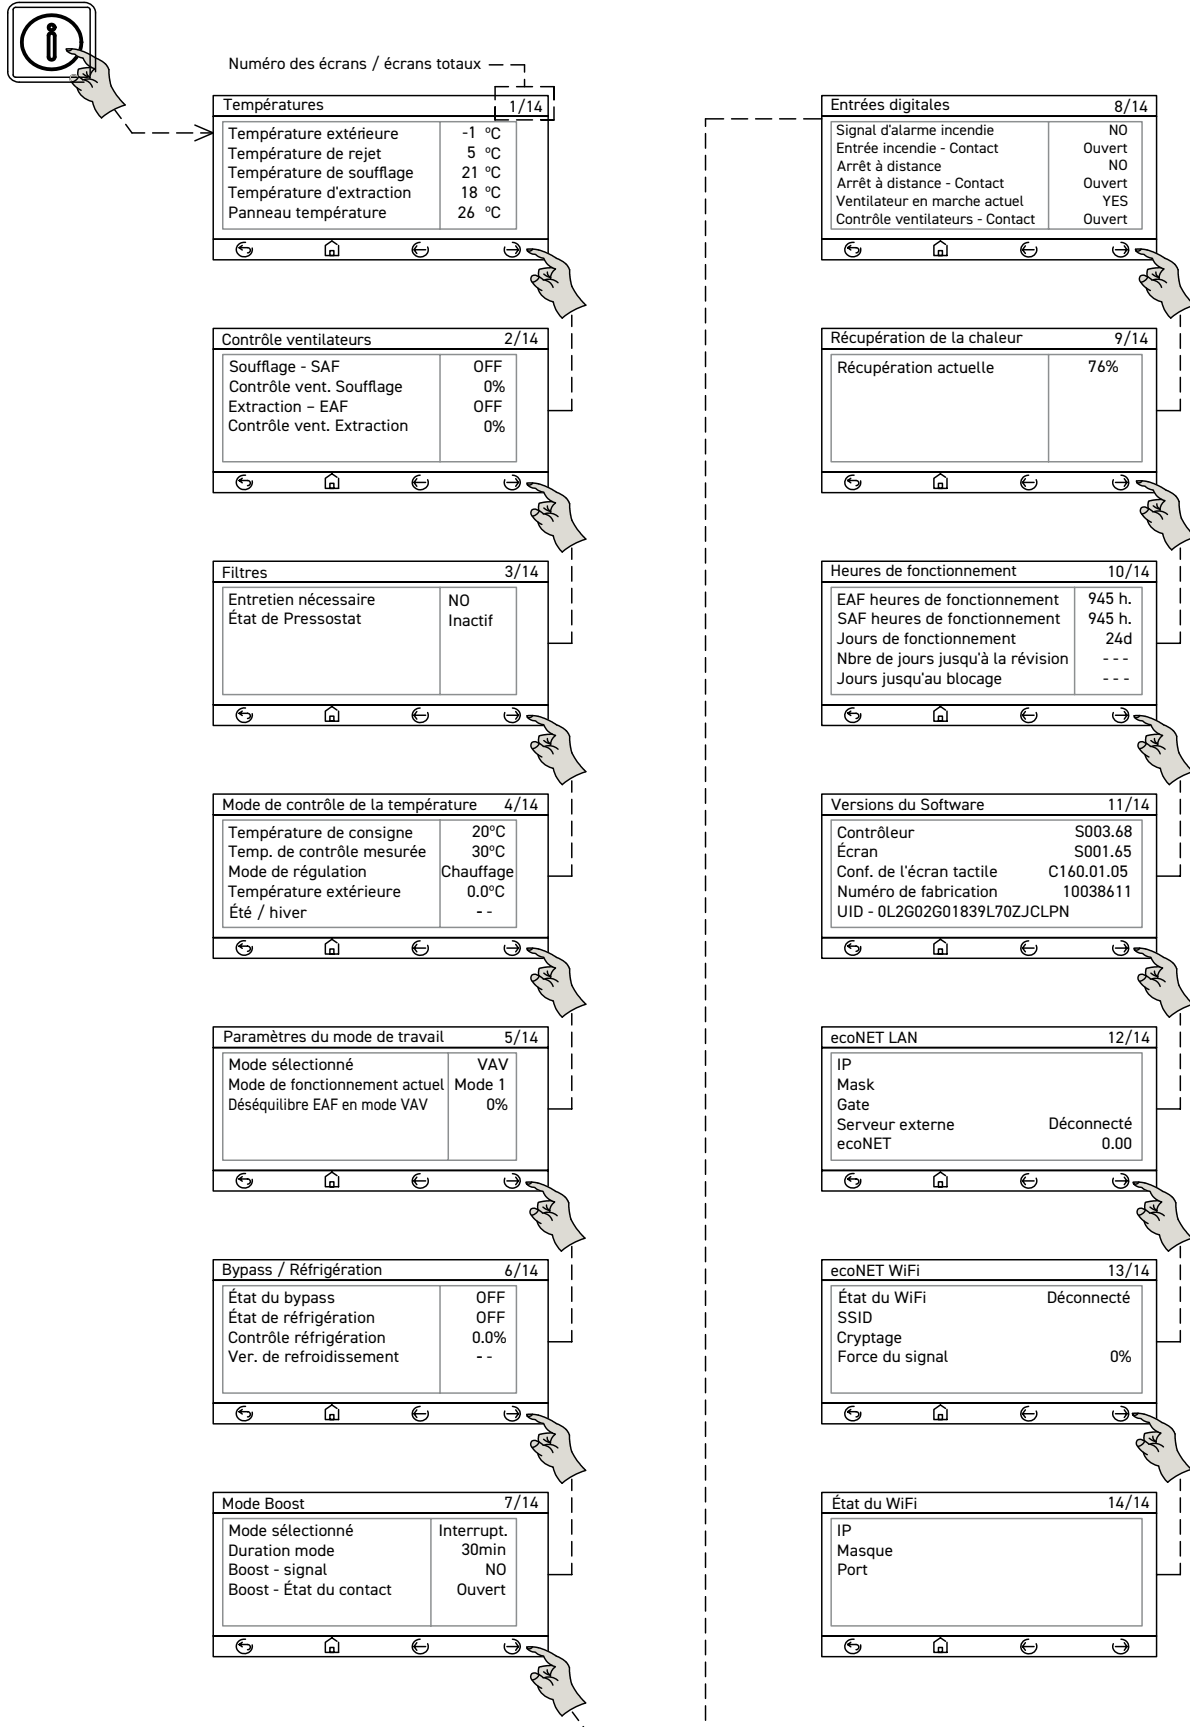 Numéro des écrans / écrans totaux
Températures 1/14
Température extérieure -1 ºC
Température de rejet 5 ºC
Température de soufflage 21 ºC
Température d'extraction 18 ºC
Panneau température 26 ºC
Contrôle ventilateurs 2/14
Soufflage - SAF OFF
Contrôle vent. Soufflage 0%
Extraction – EAF OFF
Contrôle vent. Extraction 0%
Filtres 3/14
Entretien nécessaire NO
État de Pressostat Inactif
Mode de contrôle de la température 4/14
Température de consigne 20ºC
Temp. de contrôle mesurée 30ºC
Mode de régulation Chauffage
Température extérieure 0.0ºC
Été / hiver - -
Paramètres du mode de travail 5/14
Mode sélectionné VAV
Mode de fonctionnement actuel Mode 1
Déséquilibre EAF en mode VAV 0%
Bypass / Réfrigération 6/14
État du bypass OFF
État de réfrigération OFF
Contrôle réfrigération 0.0%
Ver. de refroidissement - -
Mode Boost 7/14
Mode sélectionné Interrupt.
Duration mode 30min
Boost - signal NO
Boost - État du contact Ouvert
Entrées digitales 8/14
Signal d'alarme incendie NO
Entrée incendie - Contact Ouvert
Arrêt à distance NO
Arrêt à distance - Contact Ouvert
Ventilateur en marche actuel YES
Contrôle ventilateurs - Contact Ouvert
Récupération de la chaleur 9/14
Récupération actuelle 76%
Heures de fonctionnement 10/14
EAF heures de fonctionnement 945 h.
SAF heures de fonctionnement 945 h.
Jours de fonctionnement 24d
Nbre de jours jusqu'à la révision - - -
Jours jusqu'au blocage - - -
Versions du Software 11/14
Contrôleur S003.68
Écran S001.65
Conf. de l'écran tactile C160.01.05
Numéro de fabrication 10038611
UID - 0L2G02G01839L70ZJCLPN
ecoNET LAN 12/14
IP
Mask
Gate
Serveur externe Déconnecté
ecoNET 0.00
ecoNET WiFi 13/14
État du WiFi Déconnecté
SSID
Cryptage
Force du signal 0%
État du WiFi 14/14
IP
Masque
Port